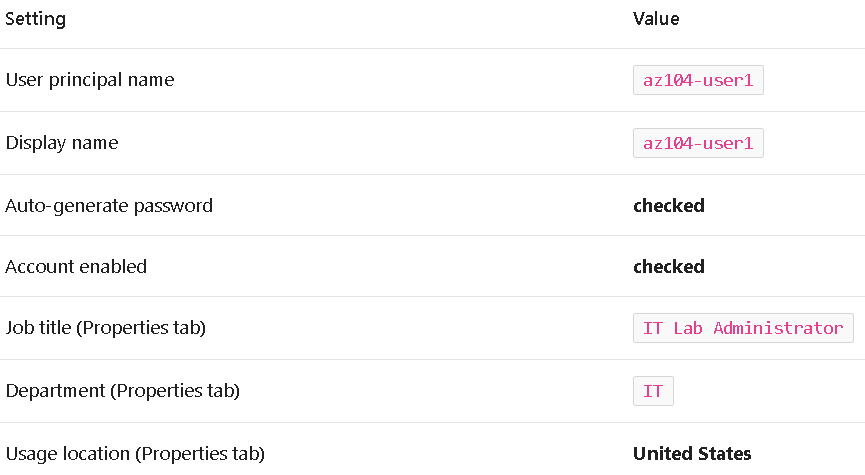 Setting Value
User principal name az104-user1
Display name az104-user1
Auto-generate password checked
Account enabled checked
Job title (Properties tab) IT Lab Administrator
Department (Properties tab) IT
Usage location (Properties tab) United States